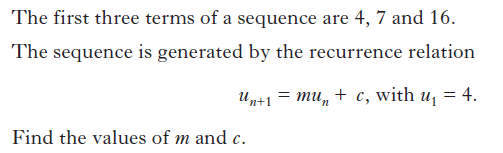 The first three terms of a sequence are 4, 7 and 16.
The sequence is generated by the recurrence relation
uₙ₊₁ = muₙ + c, with u₁ = 4.
Find the values of m and c.